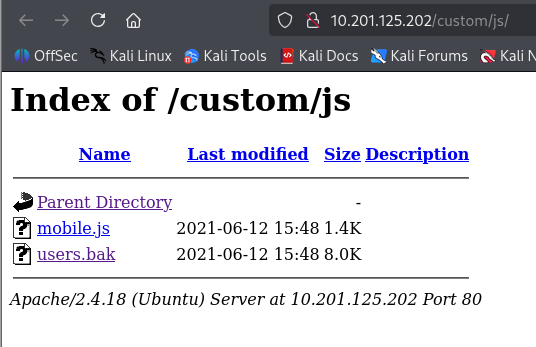 10.201.125.202/custom/js/
OffSec Kali Linux Kali Tools Kali Docs Kali Forums Kali N
Index of /custom/js
Name Last modified Size Description
Parent Directory -
mobile.js 2021-06-12 15:48 1.4K
users.bak 2021-06-12 15:48 8.0K
Apache/2.4.18 (Ubuntu) Server at 10.201.125.202 Port 80